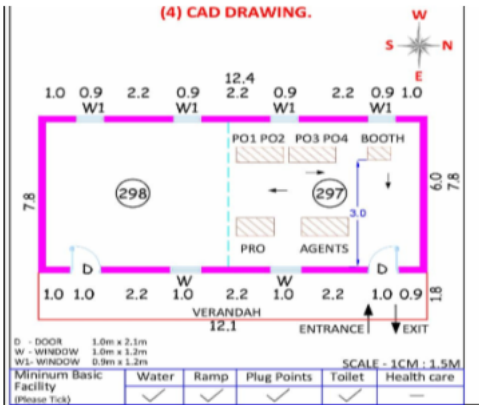 (4) CAD DRAWING.
W
S N
E
12.4
1.0 0.9 2.2 0.9 2.2 0.9 2.2 0.9 1.0
W1 W1 W1 W1
PO1 PO2 PO3 PO4 BOOTH
298 297
7.8 3.0 6.0 7.8
PRO AGENTS
D D
W W
1.0 1.0 2.2 1.0 2.2 1.0 2.2 1.0 0.9 1.8
VERANDAH
12.1
ENTRANCE EXIT
D - DOOR 1.0m x 2.1m
W - WINDOW 1.0m x 1.2m
W1- WINDOW 0.9m x 1.2m
SCALE - 1CM : 1.5M
Mininum Basic Facility Water Ramp Plug Points Toilet Health care
(Please Tick)